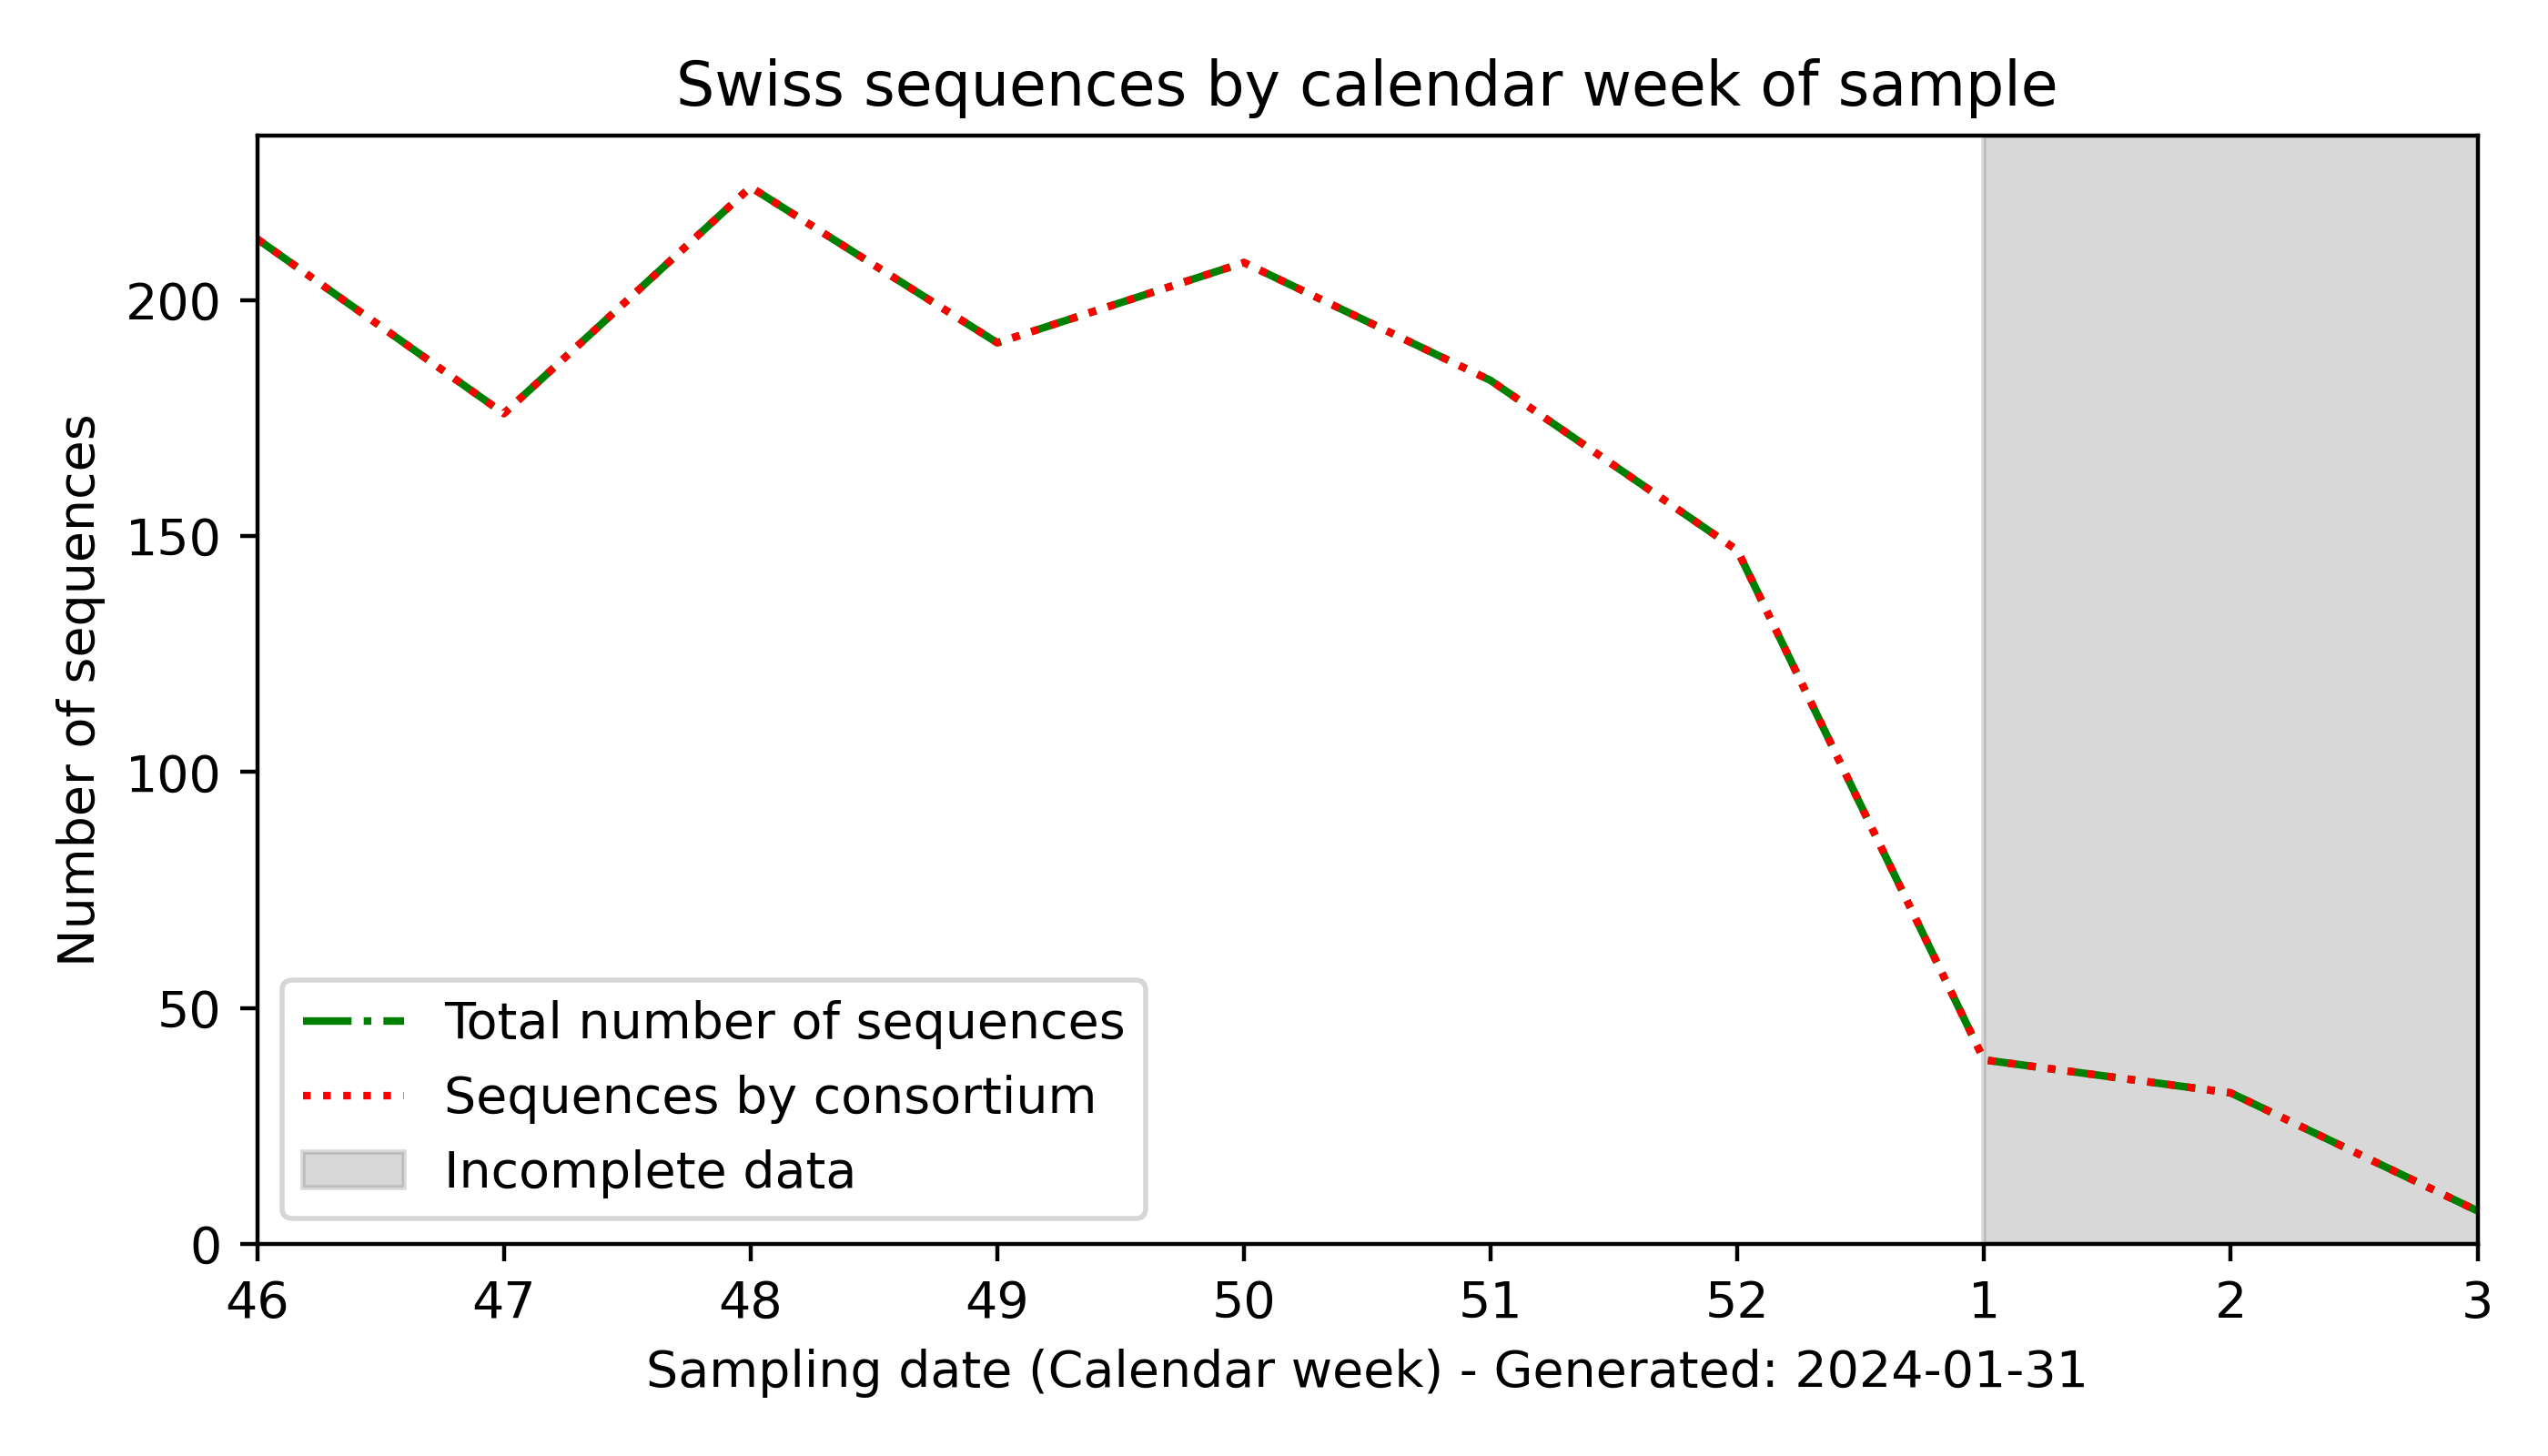 Swiss sequences by calendar week of sample
Number of sequences
200
150
100
50
0
Total number of sequences
Sequences by consortium
Incomplete data
46 47 48 49 50 51 52 1 2 3
Sampling date (Calendar week) - Generated: 2024-01-31